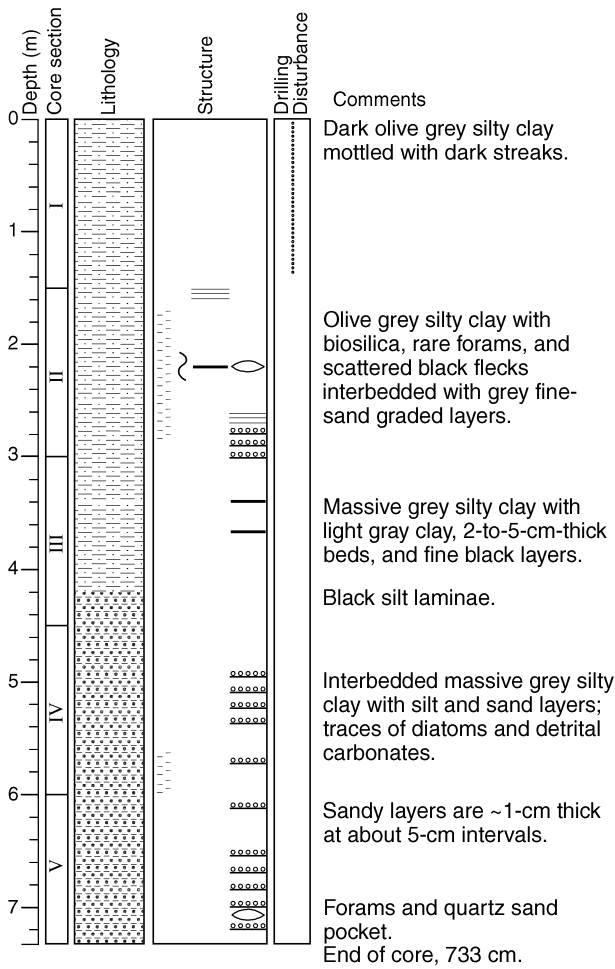 Depth (m)
Core section
Lithology
Structure
Drilling
Disturbance
Comments
0
1
2
3
4
5
6
7
I
II
III
IV
V
Dark olive grey silty clay
mottled with dark streaks.
Olive grey silty clay with
biosilica, rare forams, and
scattered black flecks
interbedded with grey fine-
sand graded layers.
Massive grey silty clay with
light gray clay, 2-to-5-cm-thick
beds, and fine black layers.
Black silt laminae.
Interbedded massive grey silty
clay with silt and sand layers;
traces of diatoms and detrital
carbonates.
Sandy layers are ~1-cm thick
at about 5-cm intervals.
Forams and quartz sand
pocket.
End of core, 733 cm.